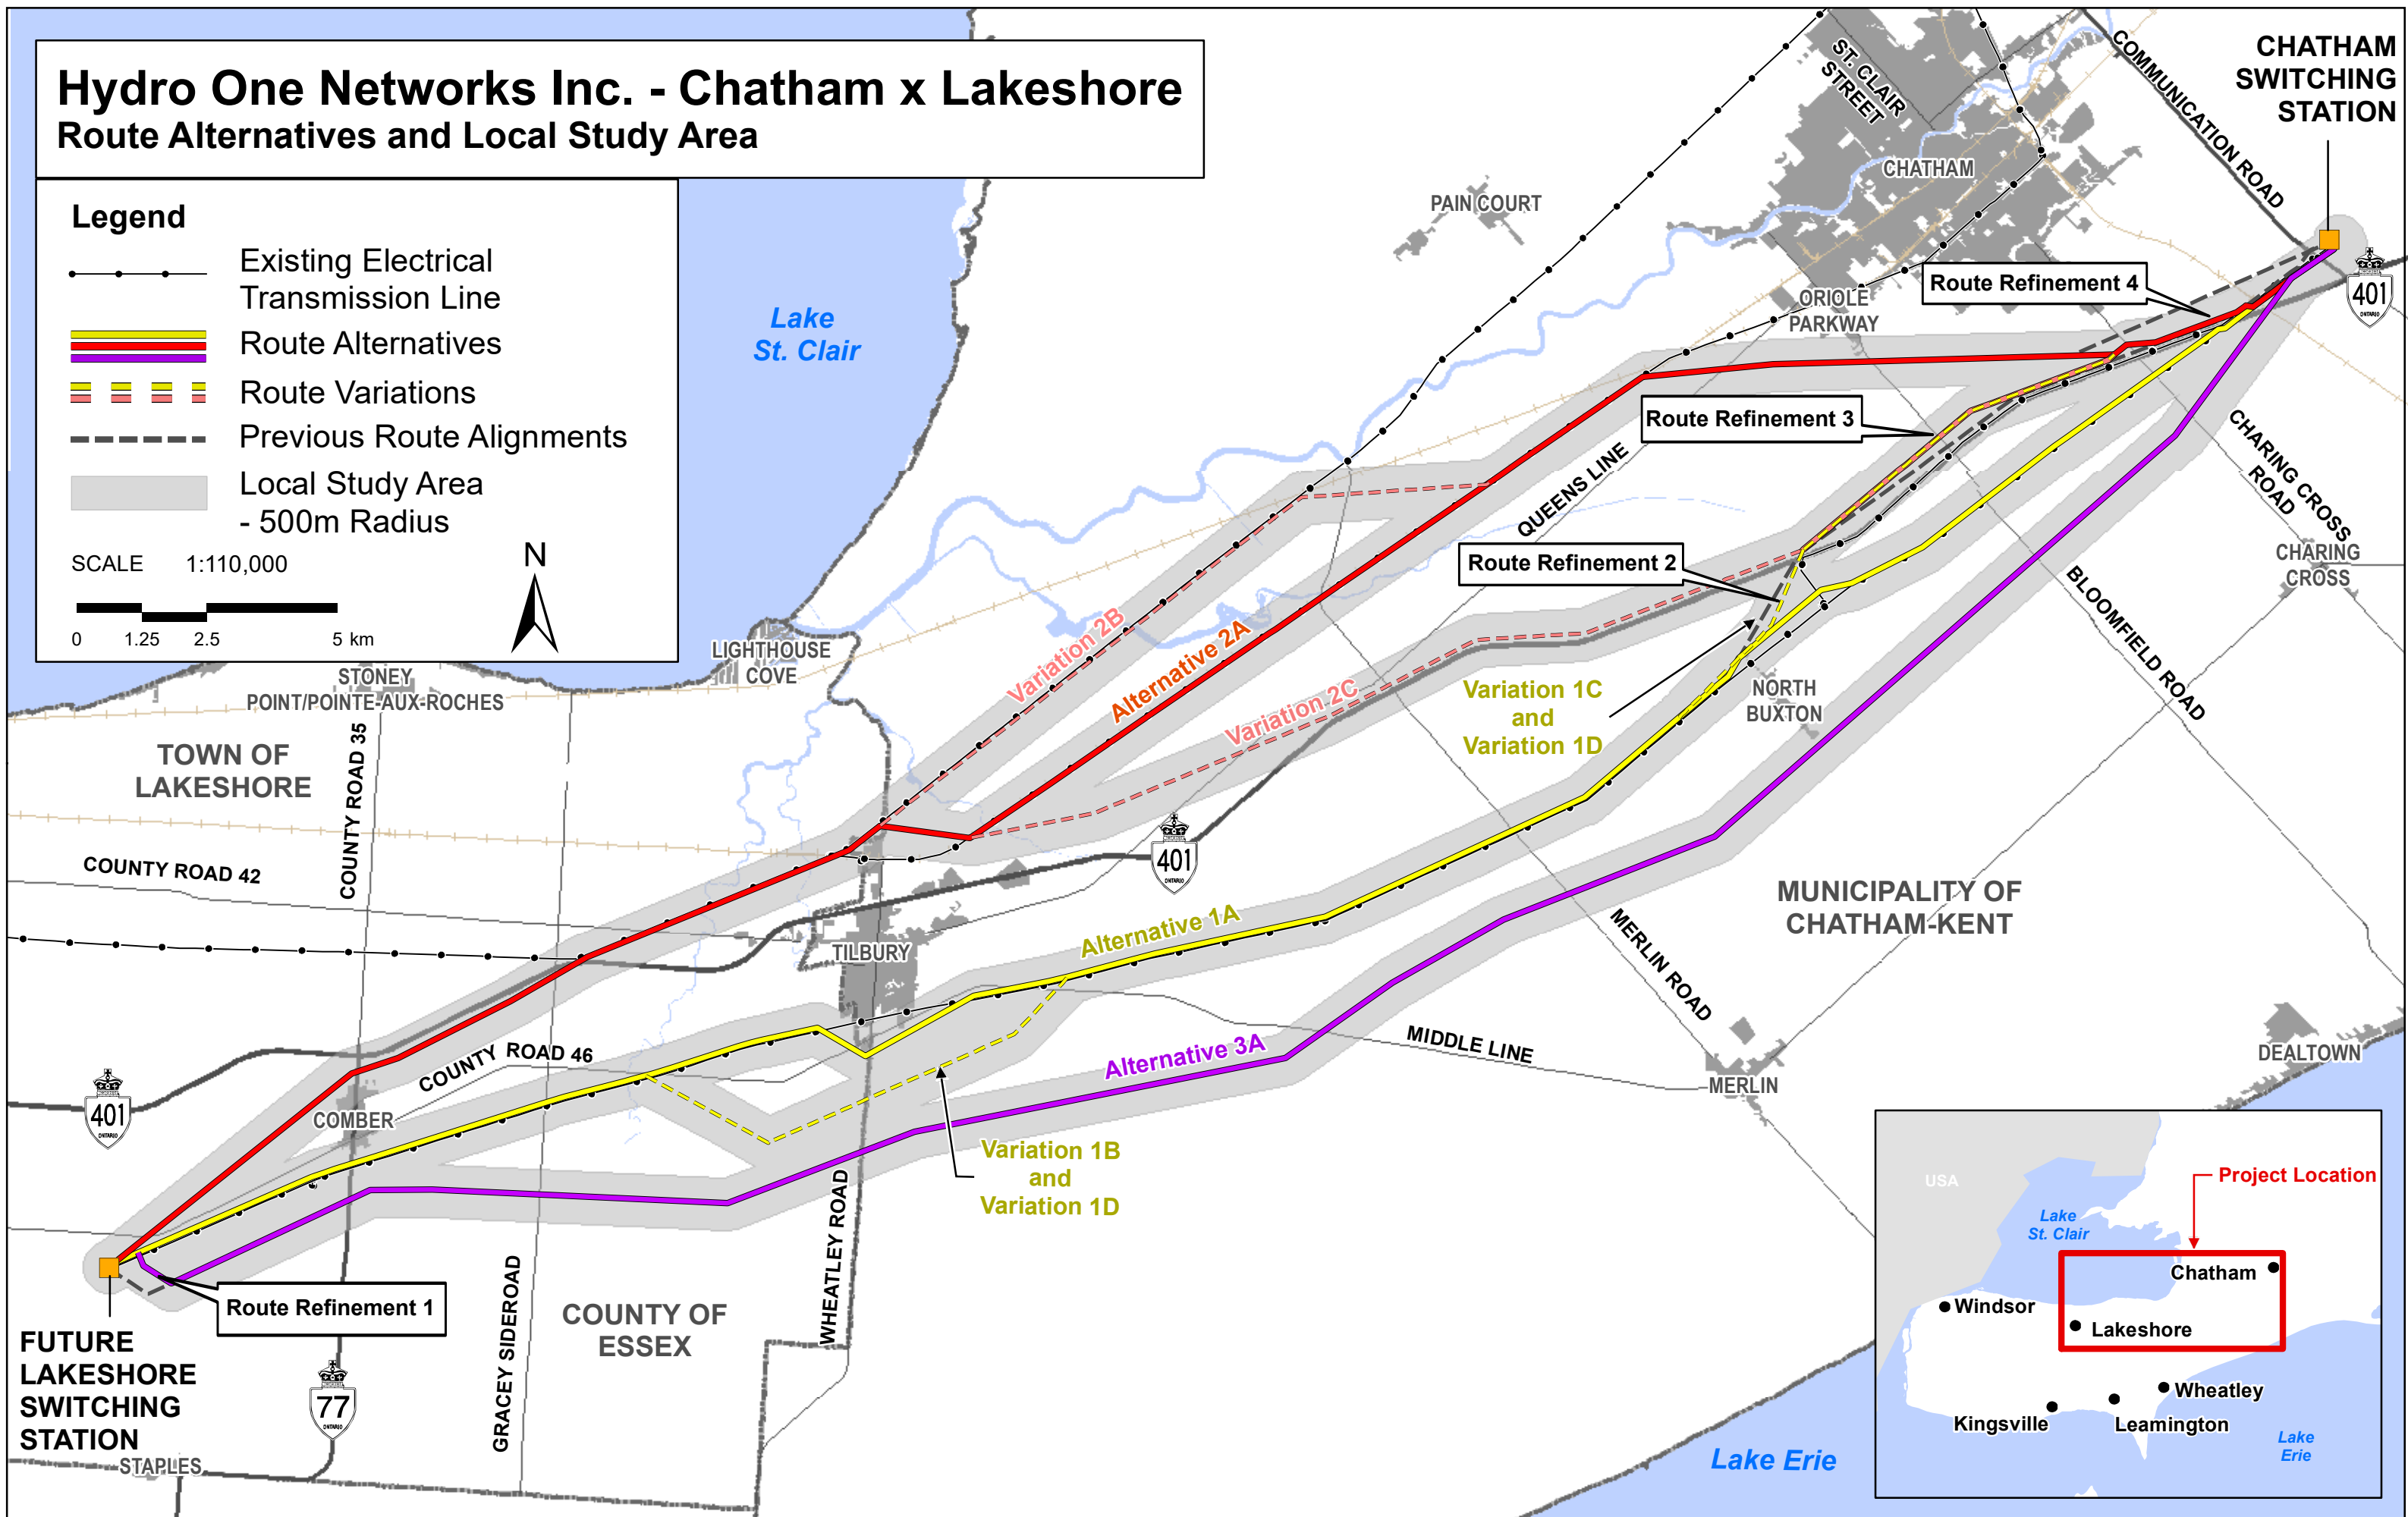 Hydro One Networks Inc. - Chatham x Lakeshore
Route Alternatives and Local Study Area
Legend
Existing Electrical
Transmission Line
Route Alternatives
Route Variations
Previous Route Alignments
Local Study Area
- 500m Radius
SCALE 1:110,000
0 1.25 2.5 5 km
N
CHATHAM
SWITCHING
STATION
COMMUNICATION ROAD
ST. CLAIR
STREET
CHATHAM
PAIN COURT
Lake
St. Clair
ORIOLE
PARKWAY
Route Refinement 4
401
ONTARIO
Route Refinement 3
QUEENS LINE
CHARING CROSS
ROAD
Route Refinement 2
CHARING
CROSS
BLOOMFIELD ROAD
LIGHTHOUSE
COVE
Variation 2B
Alternative 2A
Variation 2C
Variation 1C
and
Variation 1D
NORTH
BUXTON
STONEY
POINT/POINTE-AUX-ROCHES
TOWN OF
LAKESHORE
COUNTY ROAD 35
COUNTY ROAD 42
401
ONTARIO
MUNICIPALITY OF
CHATHAM-KENT
Alternative 1A
TILBURY
MERLIN ROAD
COUNTY ROAD 46
Alternative 3A
MIDDLE LINE
MERLIN
DEALTOWN
401
ONTARIO
COMBER
Variation 1B
and
Variation 1D
WHEATLEY ROAD
Route Refinement 1
GRACEY SIDEROAD
COUNTY OF
ESSEX
FUTURE
LAKESHORE
SWITCHING
STATION
77
ONTARIO
STAPLES
Lake Erie
USA
Project Location
Lake
St. Clair
Chatham
Windsor
Lakeshore
Wheatley
Kingsville
Leamington
Lake
Erie